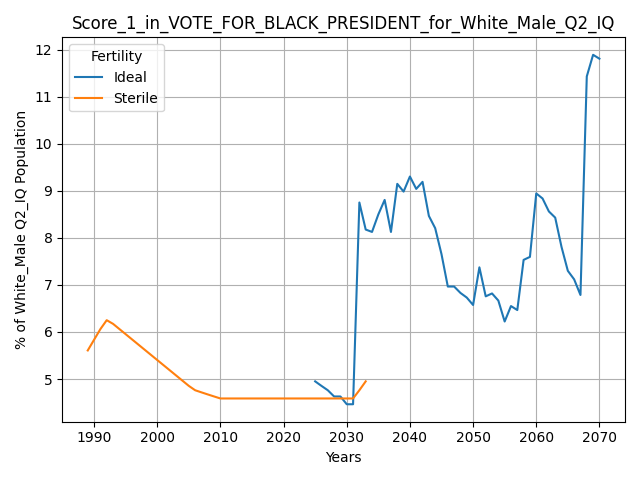 Score_1_in_VOTE_FOR_BLACK_PRESIDENT_for_White_Male_Q2_IQ
Fertility
Ideal
Sterile
12
11
10
9
8
7
6
5
% of White_Male Q2_IQ Population
1990 2000 2010 2020 2030 2040 2050 2060 2070
Years